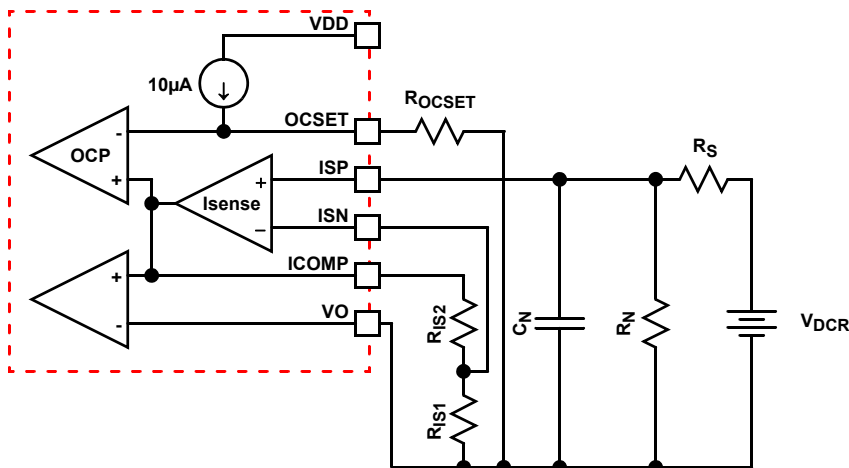 VDD
10µA
↓
OCSET
R_OCSET
-
OCP
+
ISP
R_S
+
Isense
ISN
−
ICOMP
+
VO
-
R_IS2
C_N
R_N
V_DCR
R_IS1